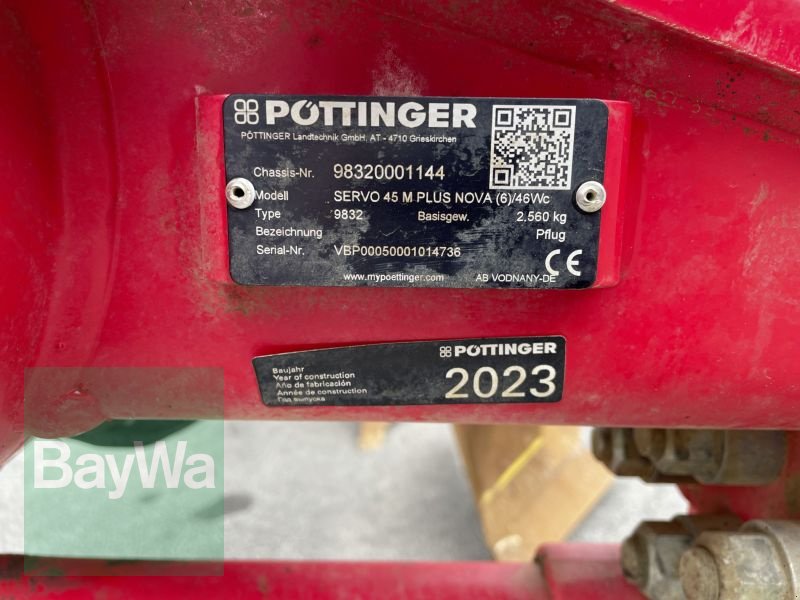 PÖTTINGER
PÖTTINGER Landtechnik GmbH. AT - 4710 Grieskirchen
Chassis-Nr. 98320001144
Modell SERVO 45 M PLUS NOVA (6)/46Wc
Type 9832 Basisgew. 2.560 kg
Bezeichnung Pflug
Serial-Nr. VBP00050001014736
www.mypoettinger.com AB VODNANY-DE CE
PÖTTINGER
Baujahr
Year of construction
Año de fabricación
Année de construction
Год выпуска
2023
BayWa